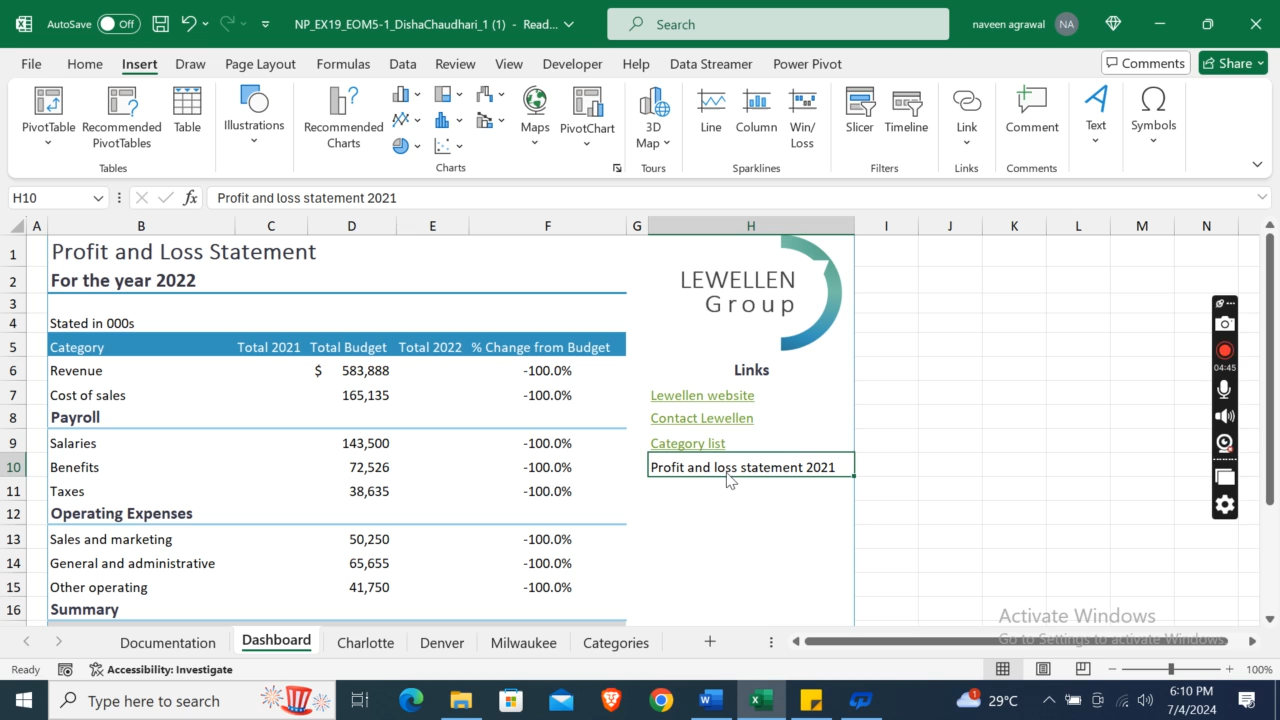 AutoSave Off NP_EX19_EOM5-1_DishaChaudhari_1 (1) - Read... Search naveen agrawal NA
File Home Insert Draw Page Layout Formulas Data Review View Developer Help Data Streamer Power Pivot Comments Share
PivotTable Recommended PivotTables Table Illustrations Recommended Charts Maps PivotChart 3D Map Line Column Win/Loss Slicer Timeline Link Comment Text Symbols
Tables Charts Tours Sparklines Filters Links Comments
H10 fx Profit and loss statement 2021
A B C D E F G H I J K L M N
1 Profit and Loss Statement
LEWELLEN
Group
2 For the year 2022
3
4 Stated in 000s
5 Category Total 2021 Total Budget Total 2022 % Change from Budget
6 Revenue $ 583,888 -100.0% Links
7 Cost of sales 165,135 -100.0% Lewellen website
8 Payroll Contact Lewellen
9 Salaries 143,500 -100.0% Category list
10 Benefits 72,526 -100.0% Profit and loss statement 2021
11 Taxes 38,635 -100.0%
12 Operating Expenses
13 Sales and marketing 50,250 -100.0%
14 General and administrative 65,655 -100.0%
15 Other operating 41,750 -100.0%
16 Summary
04:45
Activate Windows
Go to Settings to activate Windows.
Documentation Dashboard Charlotte Denver Milwaukee Categories
Ready Accessibility: Investigate 100%
Type here to search 1 29°C 6:10 PM
7/4/2024